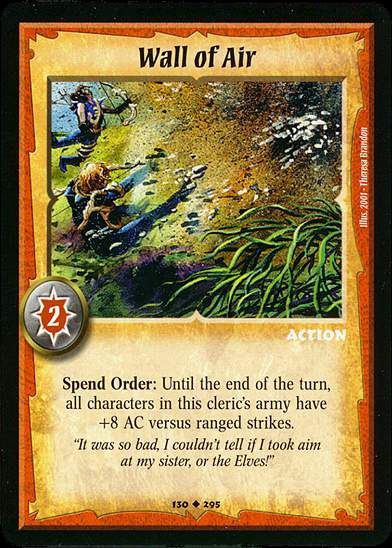 Wall of Air
Illus. 2001 - Theresa Brandon
ACTION
2
Spend Order: Until the end of the turn,
all characters in this cleric's army have
+8 AC versus ranged strikes.
"It was so bad, I couldn't tell if I took aim
at my sister, or the Elves!"
130 ◆ 295